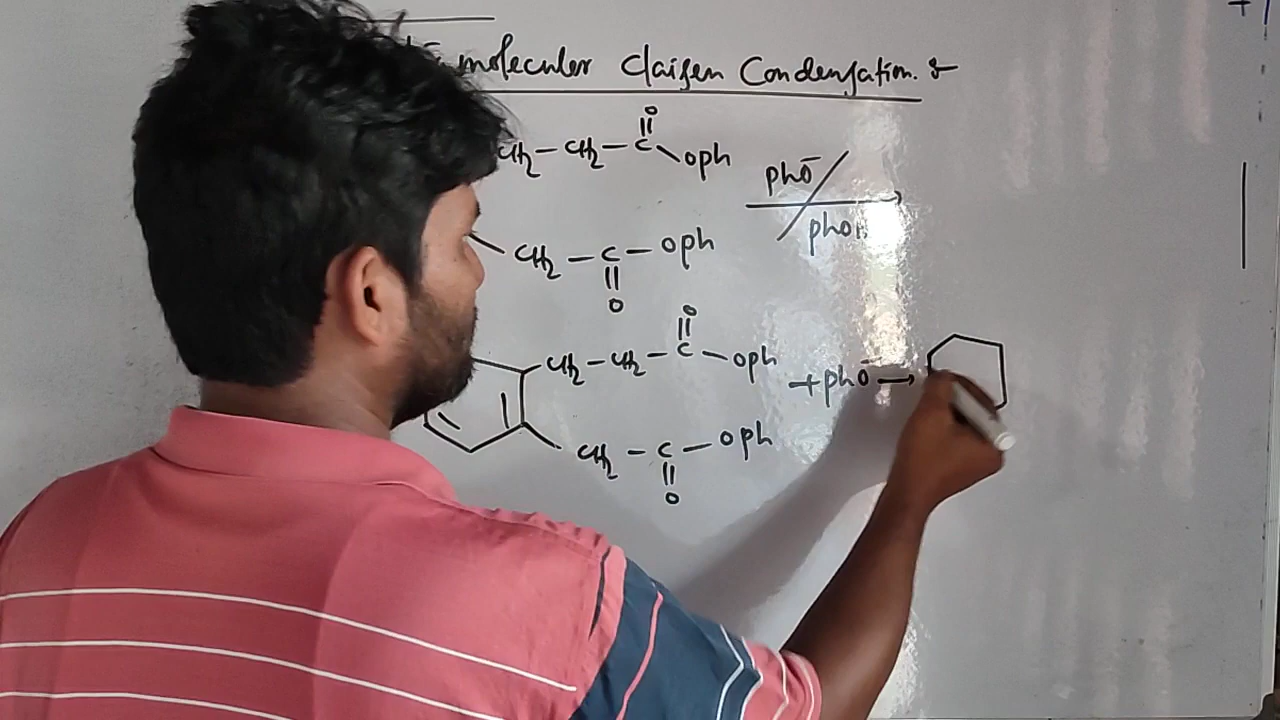 molecular Claisen Condensation :-
CH2-CH2-C-Oph
O
phO⁻/phOH
CH2-C-Oph
O
CH2-CH2-C-Oph
O
+phO⁻→
CH2-C-Oph
O